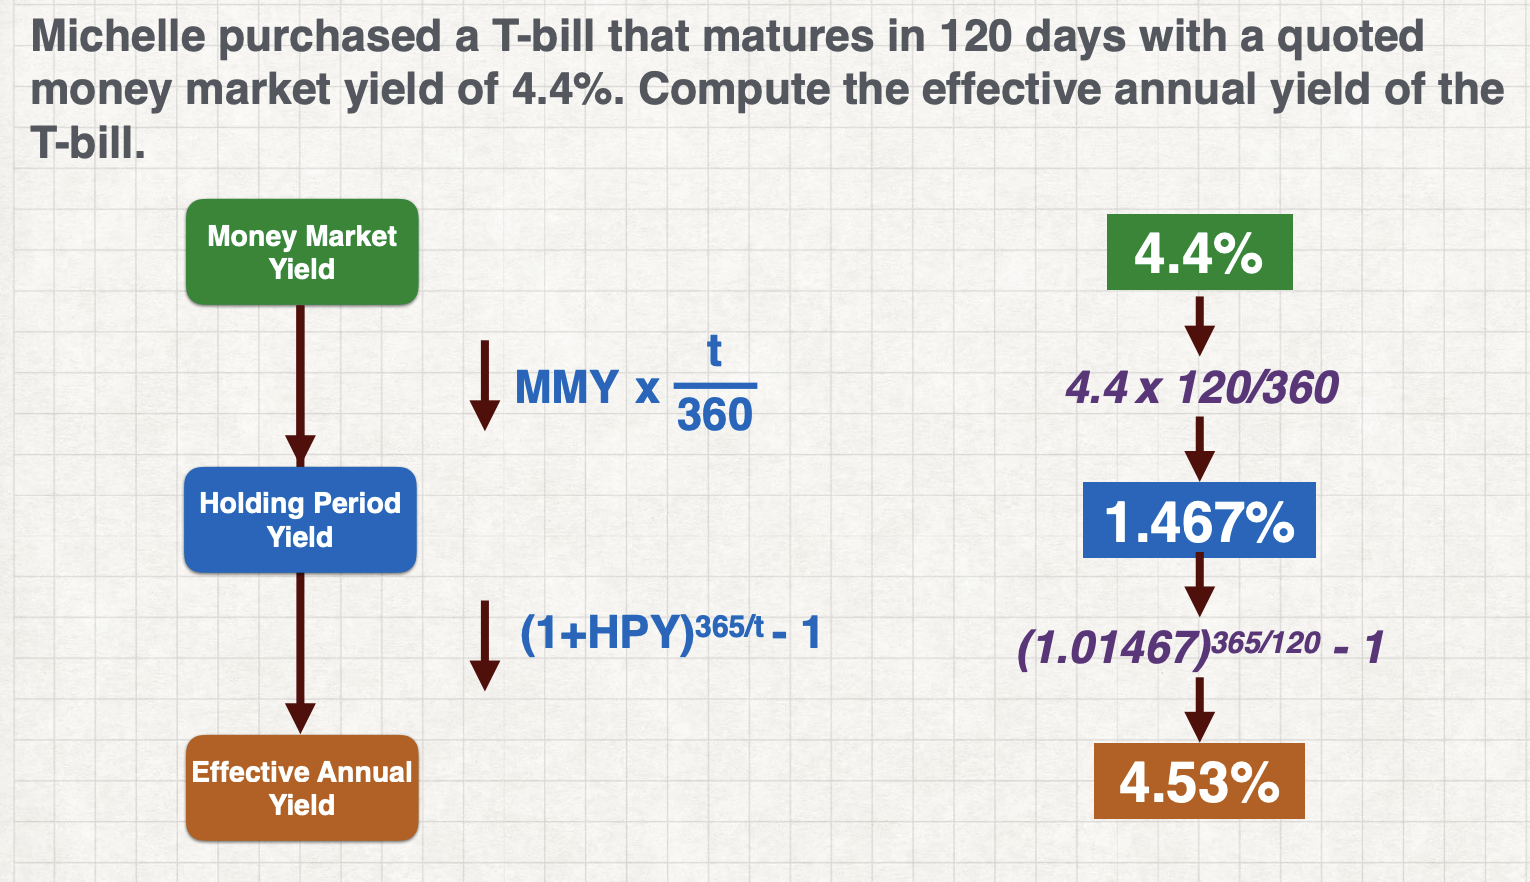 Michelle purchased a T-bill that matures in 120 days with a quoted
money market yield of 4.4%. Compute the effective annual yield of the
T-bill.
Money Market
Yield
4.4%
MMY x t/360
4.4 x 120/360
Holding Period
Yield
1.467%
(1+HPY)^365/t - 1
(1.01467)^365/120 - 1
Effective Annual
Yield
4.53%